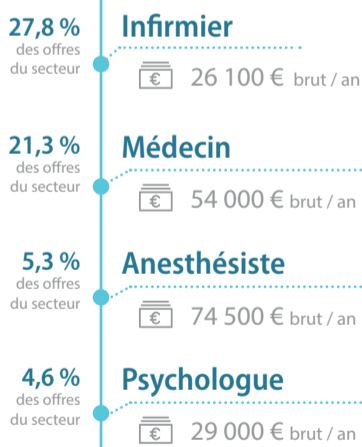 27,8 %
des offres
du secteur
Infirmier
€ 26 100 € brut / an
21,3 %
des offres
du secteur
Médecin
€ 54 000 € brut / an
5,3 %
des offres
du secteur
Anesthésiste
€ 74 500 € brut / an
4,6 %
des offres
du secteur
Psychologue
€ 29 000 € brut / an